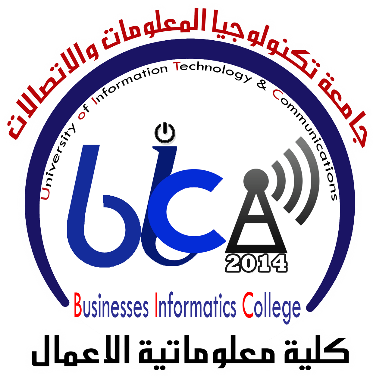 جامعة تكنولوجيا المعلومات والاتصالات
University of Information Technology & Communications
bic
2014
Businesses Informatics College
كلية معلوماتية الاعمال